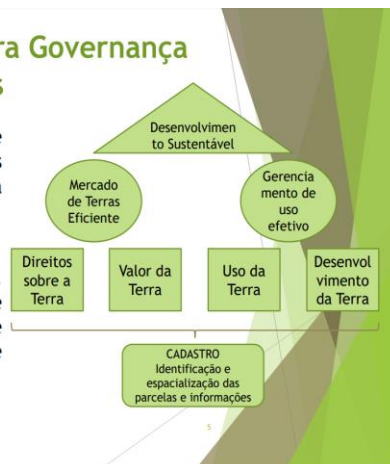 ra Governança
s
e
s
a
e
e
e
Desenvolvimen
to Sustentável
Mercado
de Terras
Eficiente
Gerencia
mento de
uso
efetivo
Direitos
sobre a
Terra
Valor da
Terra
Uso da
Terra
Desenvol
vimento
da Terra
CADASTRO
Identificação e
espacialização das
parcelas e informações
5